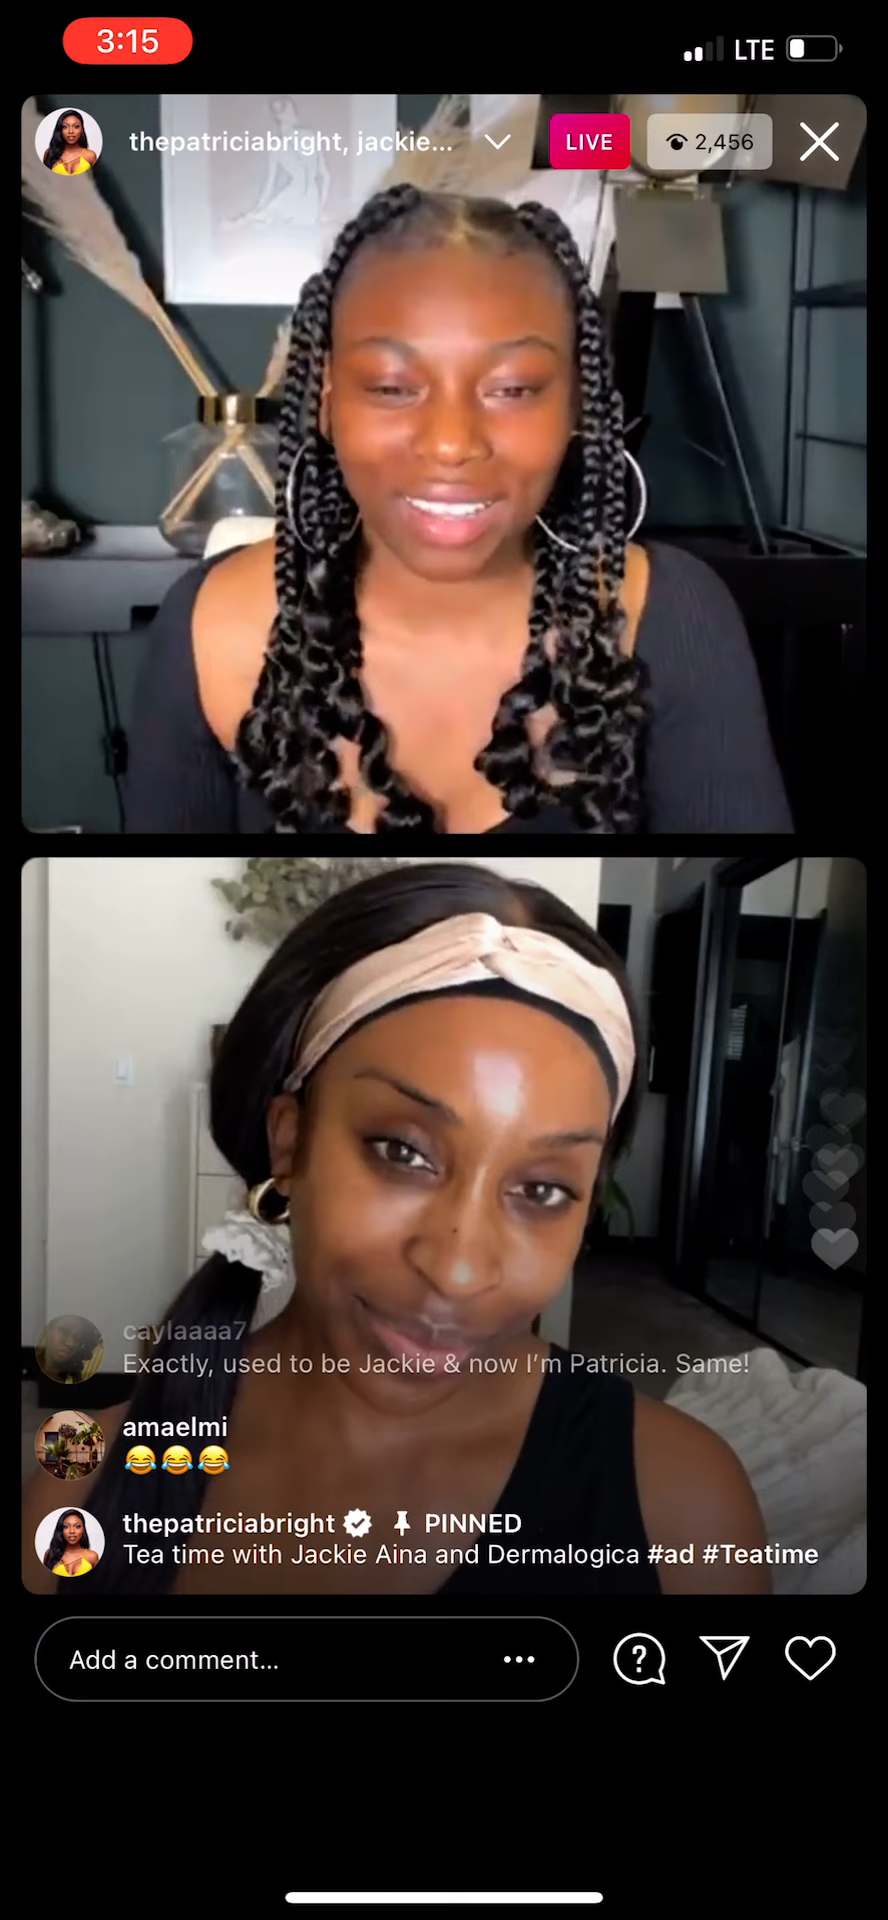 3:15
LTE
thepatriciabright, jackie...
LIVE
2,456
caylaaaa7
Exactly, used to be Jackie & now I'm Patricia. Same!
amaelmi
😂😂😂
thepatriciabright PINNED
Tea time with Jackie Aina and Dermalogica #ad #Teatime
Add a comment...